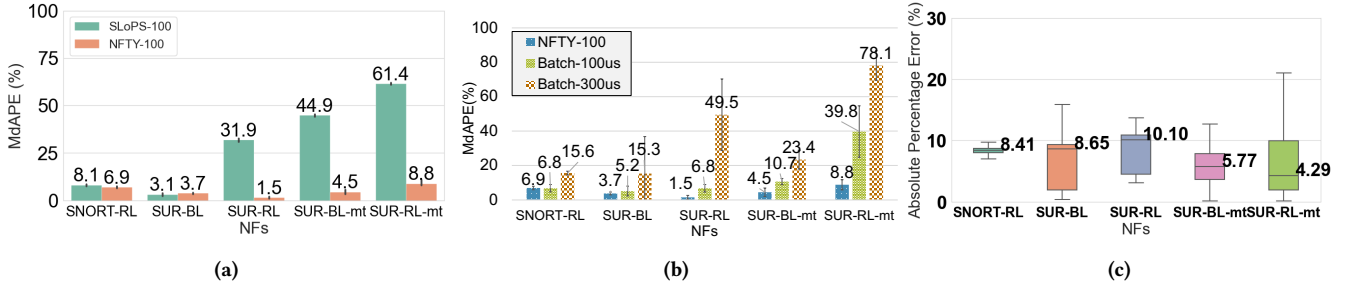 100
75
50
25
0
MdAPE (%)
SLoPS-100
NFTY-100
8.1 6.9
3.1 3.7
31.9 1.5
44.9 4.5
61.4 8.8
SNORT-RL SUR-BL SUR-RL SUR-BL-mt SUR-RL-mt
NFs
(a)
100
80
60
40
20
0
MdAPE(%)
NFTY-100
Batch-100us
Batch-300us
6.9 6.8 15.6
3.7 5.2 15.3
1.5 6.8 49.5
4.5 10.7 23.4
8.8 39.8 78.1
SNORT-RL SUR-BL SUR-RL SUR-BL-mt SUR-RL-mt
NFs
(b)
30
20
10
0
Absolute Percentage Error (%)
8.41
8.65
10.10
5.77
4.29
SNORT-RL SUR-BL SUR-RL SUR-BL-mt SUR-RL-mt
NFs
(c)